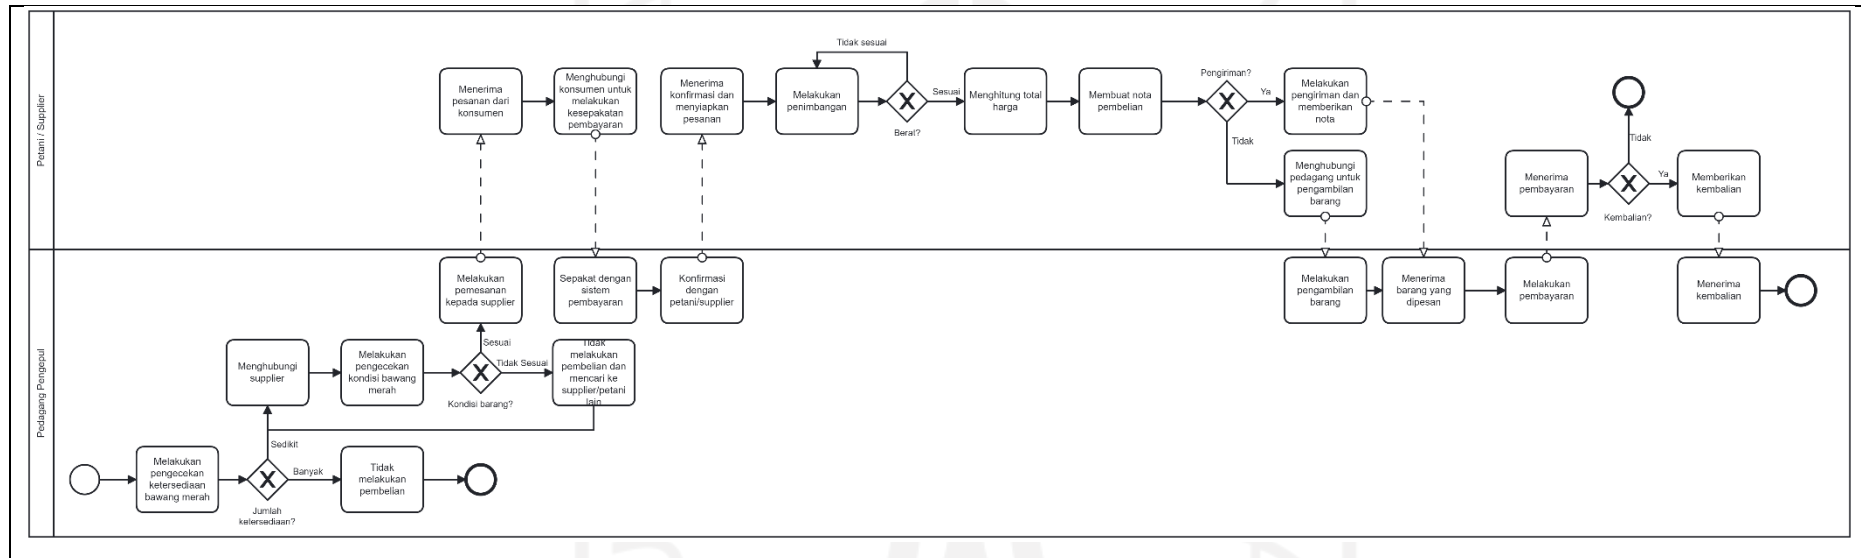 Petani / Supplier
Menerima
pesanan dari
konsumen
Menghubungi
konsumen untuk
melakukan
kesepakatan
pembayaran
Menerima
konfirmasi dan
menyiapkan
pesanan
Tidak sesuai
Melakukan
penimbangan
Berat?
Sesuai
Menghitung total
harga
Membuat nota
pembelian
Pengiriman?
Ya
Tidak
Melakukan
pengiriman dan
memberikan
nota
Menghubungi
pedagang untuk
pengambilan
barang
Menerima
pembayaran
Tidak
Kembalian?
Ya
Memberikan
kembalian
Pedagang Pengepul
Melakukan
pemesanan
kepada supplier
Sepakat dengan
sistem
pembayaran
Konfirmasi
dengan
petani/supplier
Melakukan
pengambilan
barang
Menerima
barang yang
dipesan
Melakukan
pembayaran
Menerima
kembalian
Menghubungi
supplier
Melakukan
pengecekan
kondisi bawang
merah
Sesuai
Tidak Sesuai
Kondisi barang?
Tidak
melakukan
pembelian dan
mencari ke
supplier/petani
lain
Melakukan
pengecekan
ketersediaan
bawang merah
Sedikit
Banyak
Jumlah
ketersediaan?
Tidak
melakukan
pembelian